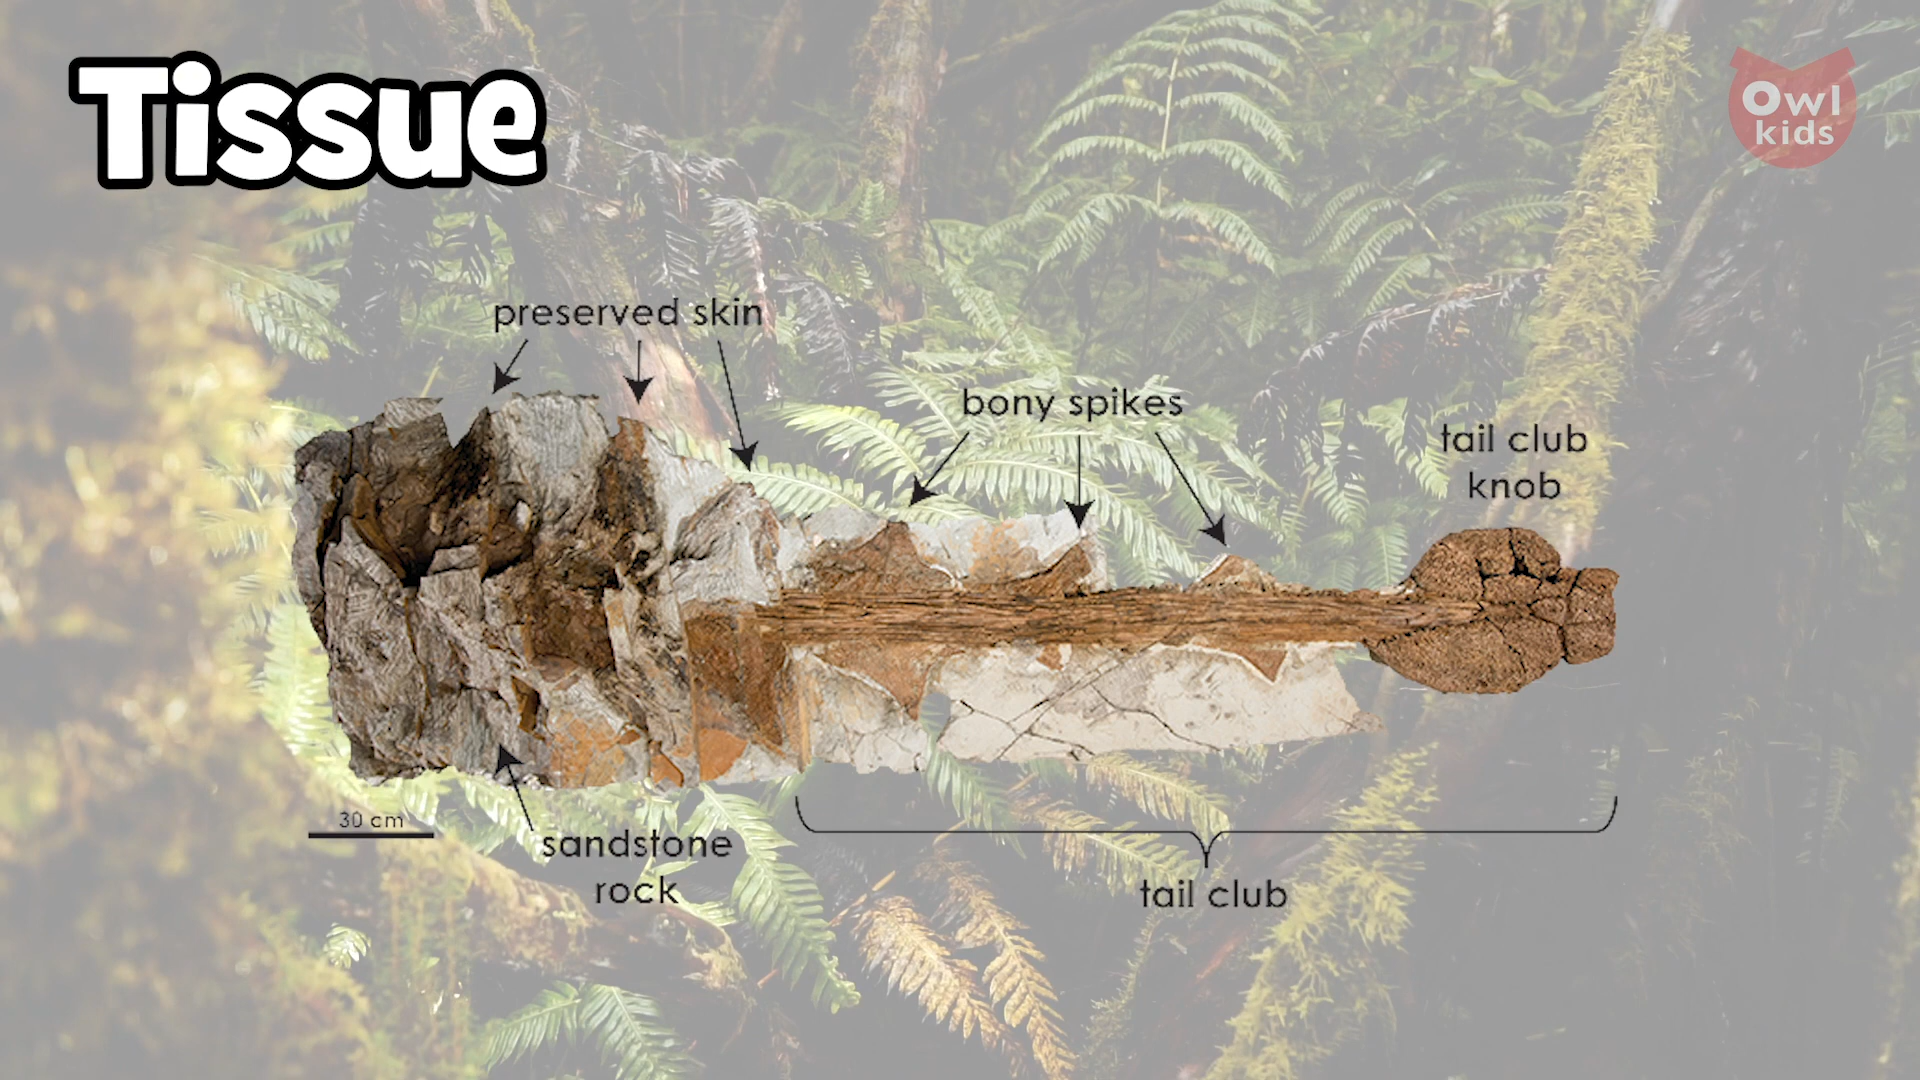 Tissue
Owl
kids
preserved skin
bony spikes
tail club
knob
30 cm
sandstone
rock
tail club